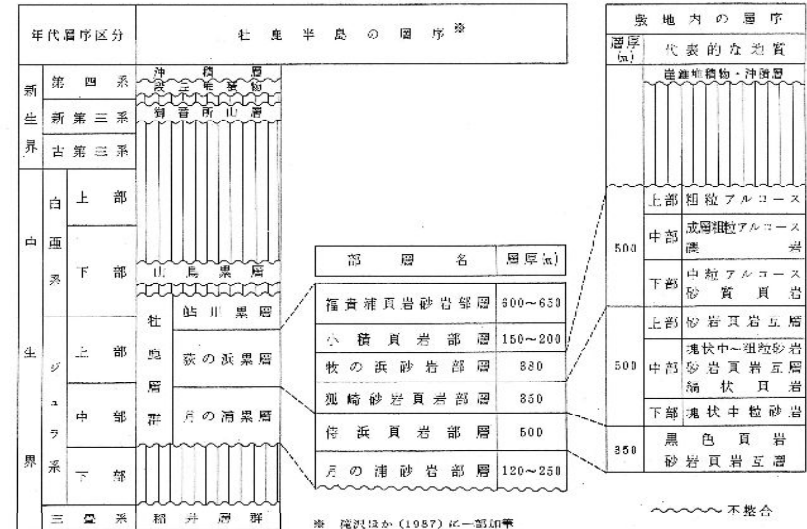 年代層序区分
牡鹿半島の層序※
新生界
第四系
沖積層
段丘堆積物
新第三系
御番所山層
古第三系
中生界
白亜系
上部
下部
山鳥累層
ジュラ系
上部
中部
下部
牡鹿層群
鮎川累層
荻の浜累層
月の浦累層
三畳系
稲井層群
部層名 層厚(m)
福貴浦頁岩砂岩部層 600~650
小積頁岩部層 150~200
牧の浜砂岩部層 380
狐崎砂岩頁岩部層 350
侍浜頁岩部層 500
月の浦砂岩部層 120~250
※ 滝沢ほか(1987)に一部加筆
敷地内の層序
層厚(m)
代表的な地質
崖錐堆積物・沖積層
500
上部 粗粒アルコース
中部 成層粗粒アルコース
礫岩
下部 中粒アルコース
砂質頁岩
500
上部 砂岩頁岩互層
中部 塊状中~粗粒砂岩
砂岩頁岩互層
縞状頁岩
下部 塊状中粒砂岩
350
黒色頁岩
砂岩頁岩互層
不整合